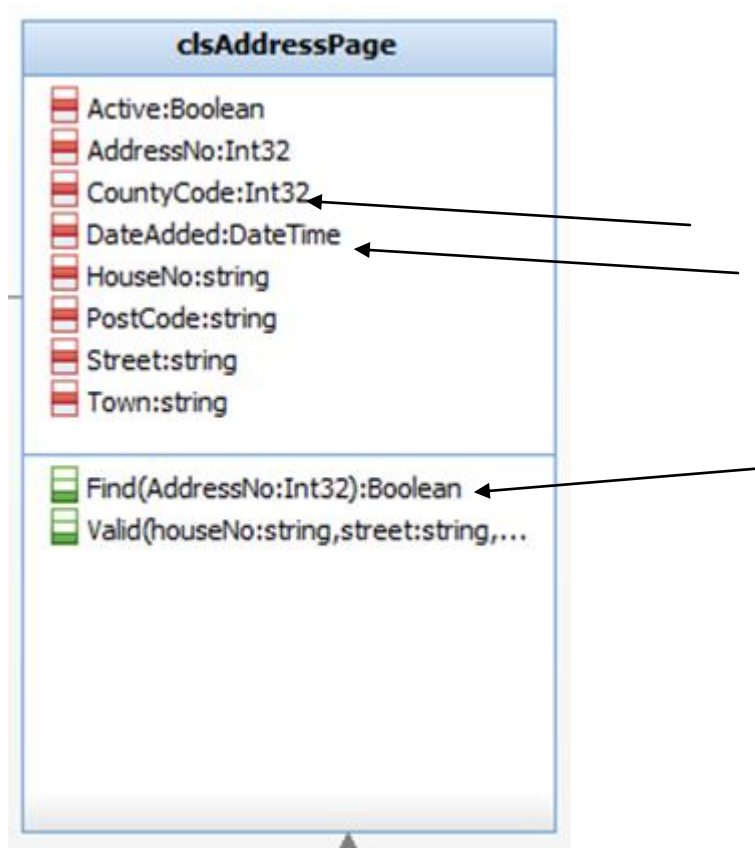 clsAddressPage
Active:Boolean
AddressNo:Int32
CountyCode:Int32
DateAdded:DateTime
HouseNo:string
PostCode:string
Street:string
Town:string
Find(AddressNo:Int32):Boolean
Valid(houseNo:string,street:string,...